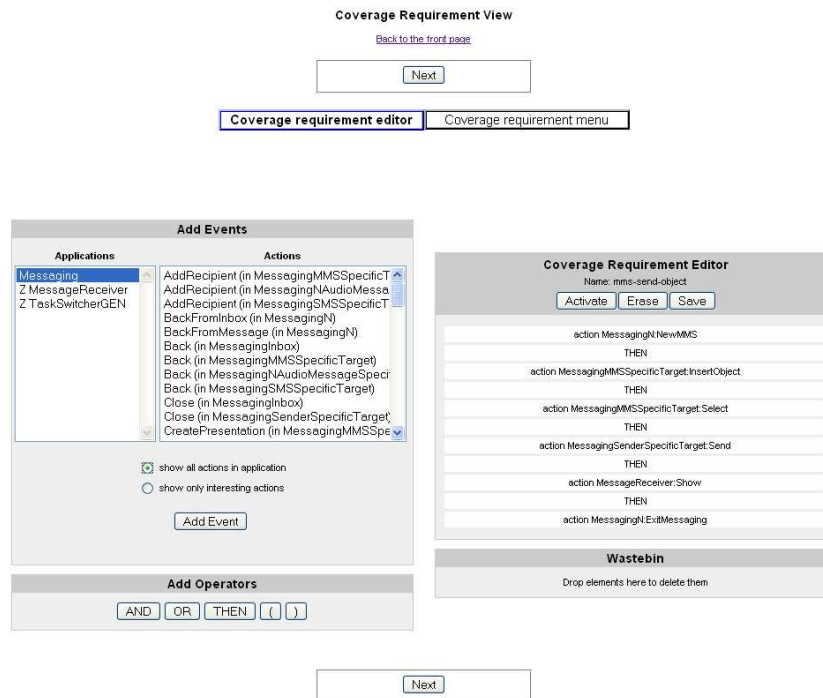 Coverage Requirement View
Back to the front page
Next
Coverage requirement editor
Coverage requirement menu
Add Events
Applications
Actions
Messaging
Z MessageReceiver
Z TaskSwitcherGEN
AddRecipient (in MessagingMMSSpecificT
AddRecipient (in MessagingNAudioMessa
AddRecipient (in MessagingSMSSpecificT
BackFromInbox (in MessagingN)
BackFromMessage (in MessagingN)
Back (in MessagingInbox)
Back (in MessagingMMSSpecificTarget)
Back (in MessagingNAudioMessageSpecif
Back (in MessagingSMSSpecificTarget)
Close (in MessagingInbox)
Close (in MessagingSenderSpecificTarget)
CreatePresentation (in MessagingMMSSpe
show all actions in application
show only interesting actions
Add Event
Add Operators
AND OR THEN ( )
Coverage Requirement Editor
Name: mms-send-object
Activate Erase Save
action MessagingN:NewMMS
THEN
action MessagingMMSSpecificTarget:InsertObject
THEN
action MessagingMMSSpecificTarget:Select
THEN
action MessagingSenderSpecificTarget:Send
THEN
action MessageReceiver:Show
THEN
action MessagingN:ExitMessaging
Wastebin
Drop elements here to delete them
Next